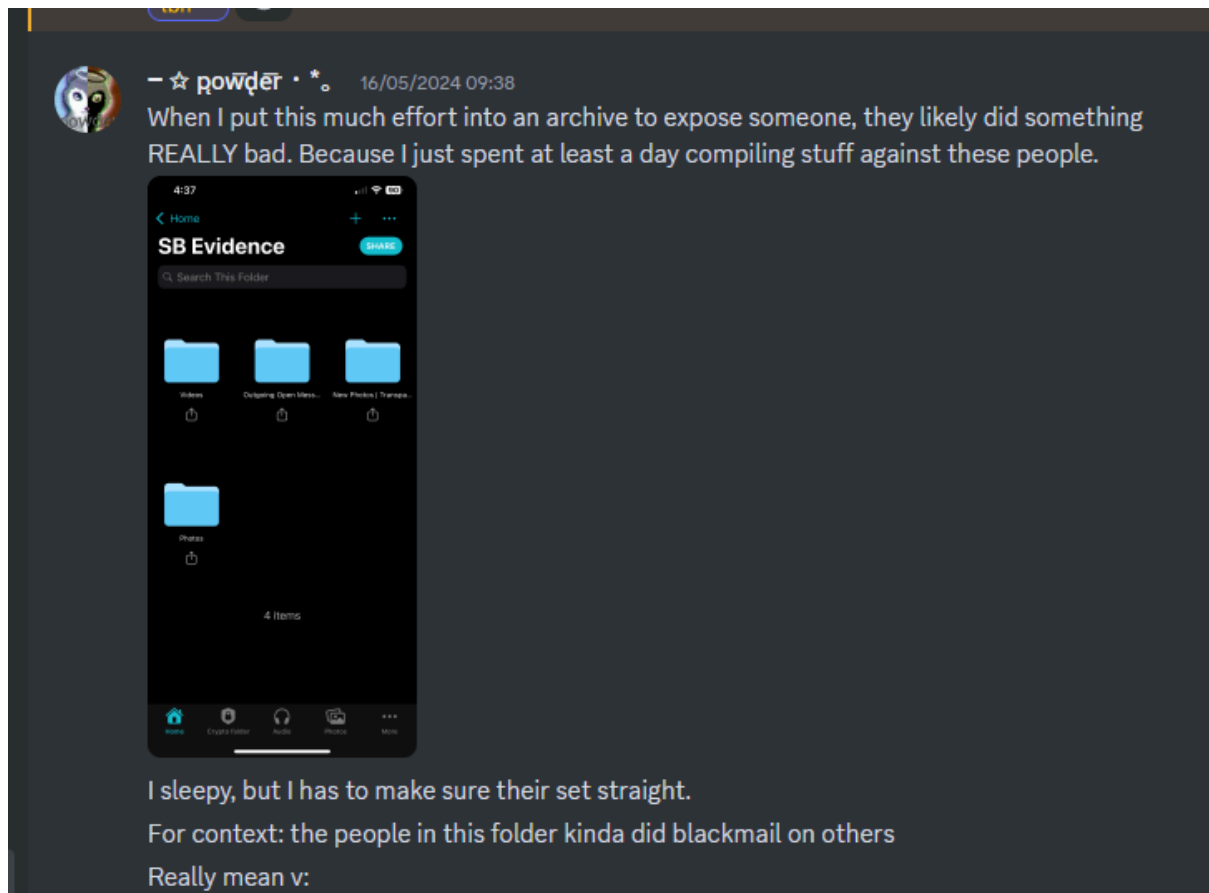 tbh
– ☆ p̨o̅w̅d̨e̅r̅ · *。 16/05/2024 09:38
When I put this much effort into an archive to expose someone, they likely did something
REALLY bad. Because I just spent at least a day compiling stuff against these people.
4:37
Home
SB Evidence
SHARE
Search This Folder
Videos
Outgoing Open Mess...
New Photos | Transpa...
Photos
4 items
Home
Crypto Folder
Audio
Photos
More
I sleepy, but I has to make sure their set straight.
For context: the people in this folder kinda did blackmail on others
Really mean v: